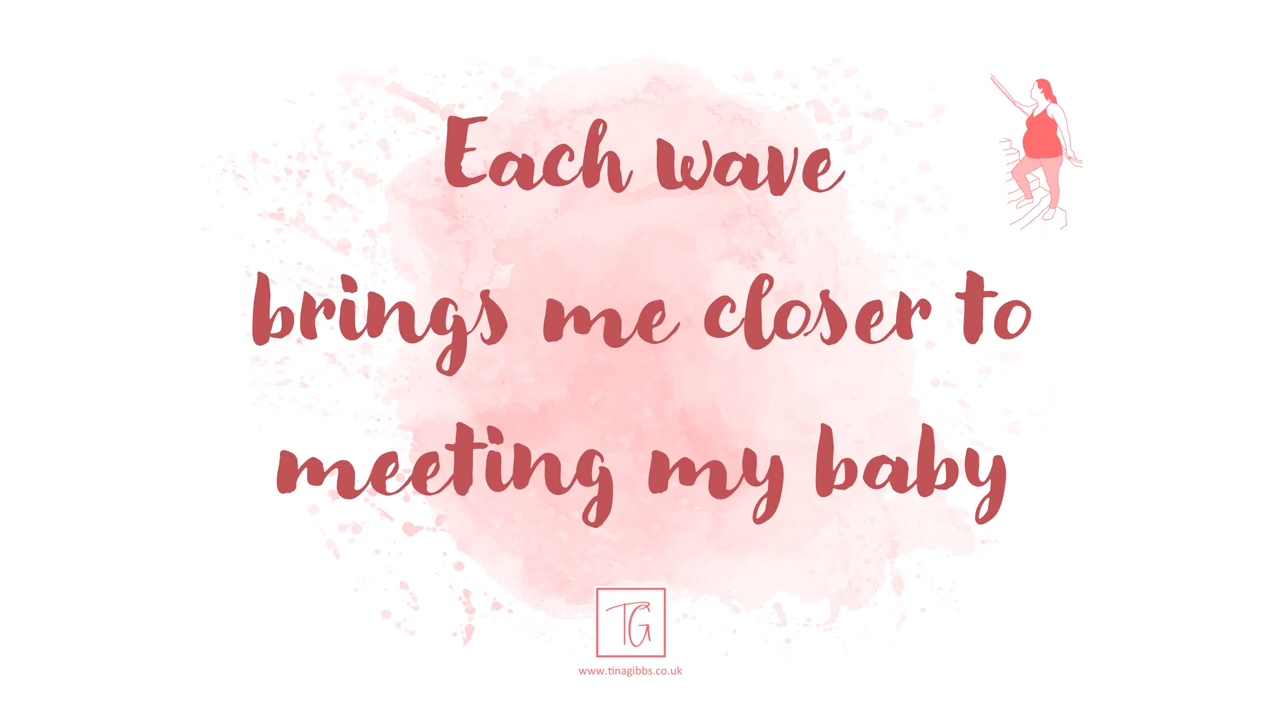 Each wave
brings me closer to
meeting my baby
TG
www.tinagibbs.co.uk